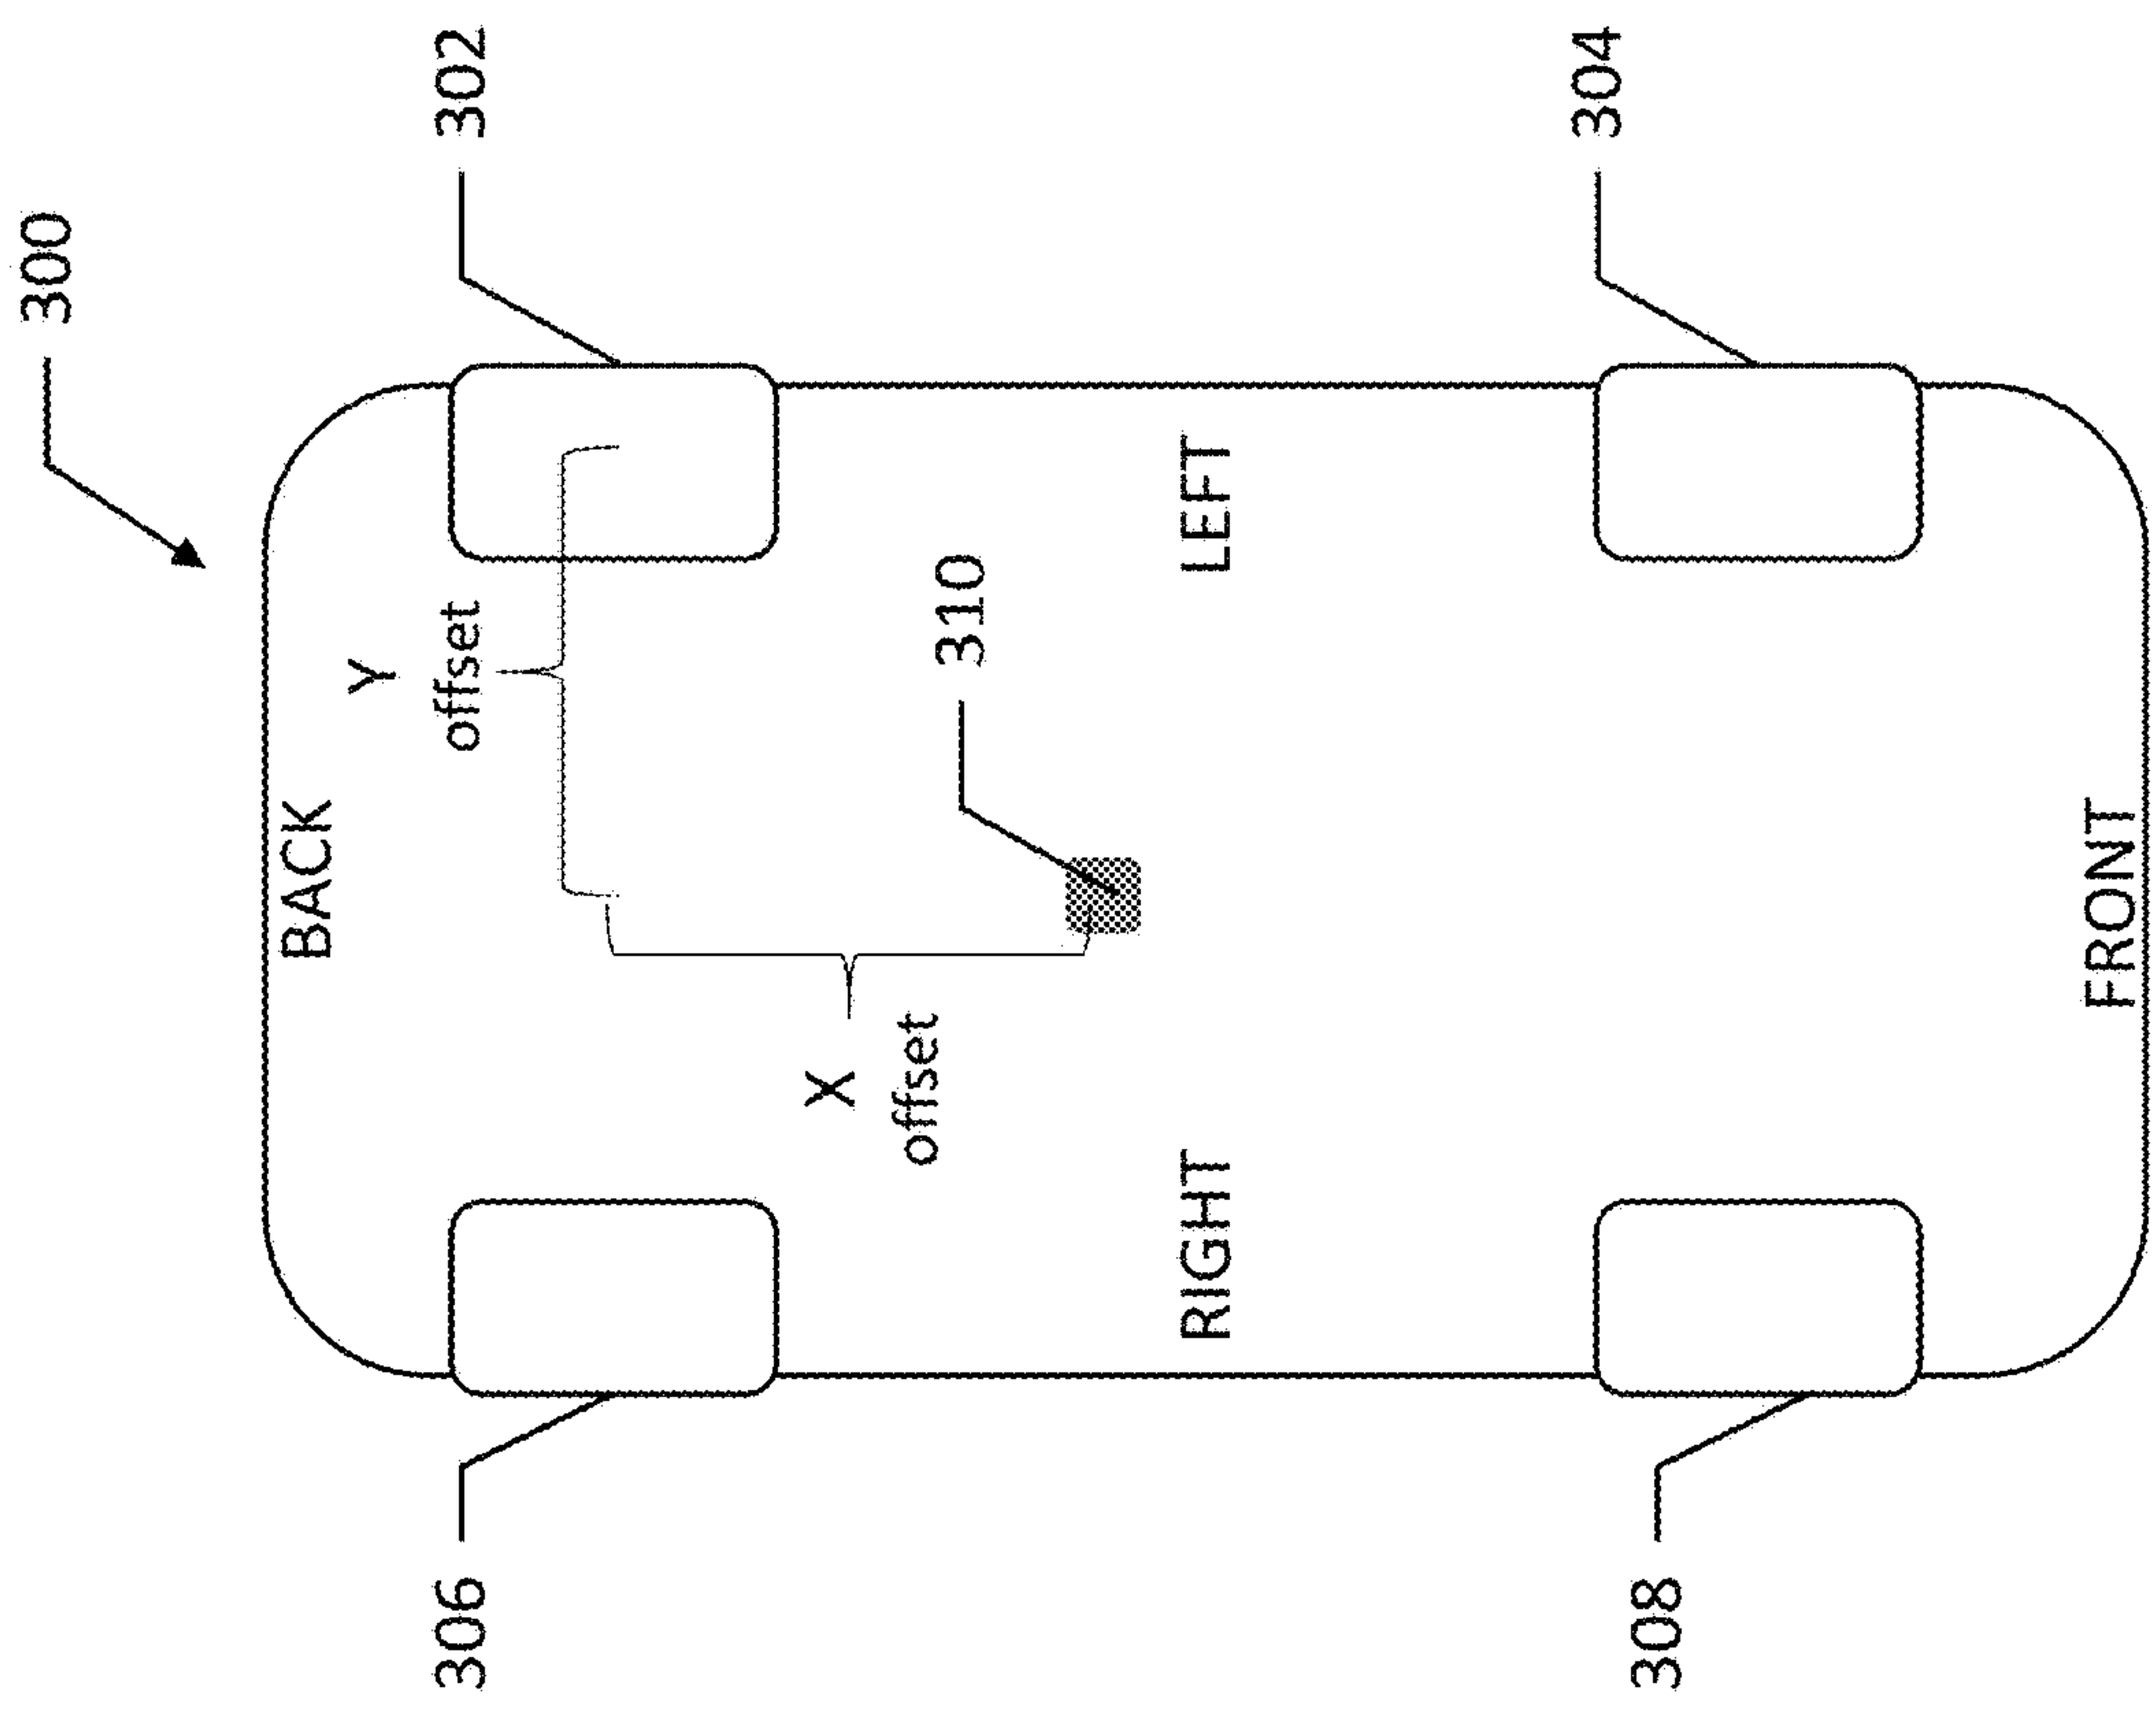 300
302
304
BACK
Y
offset
310
LEFT
X
offset
RIGHT
FRONT
306
308